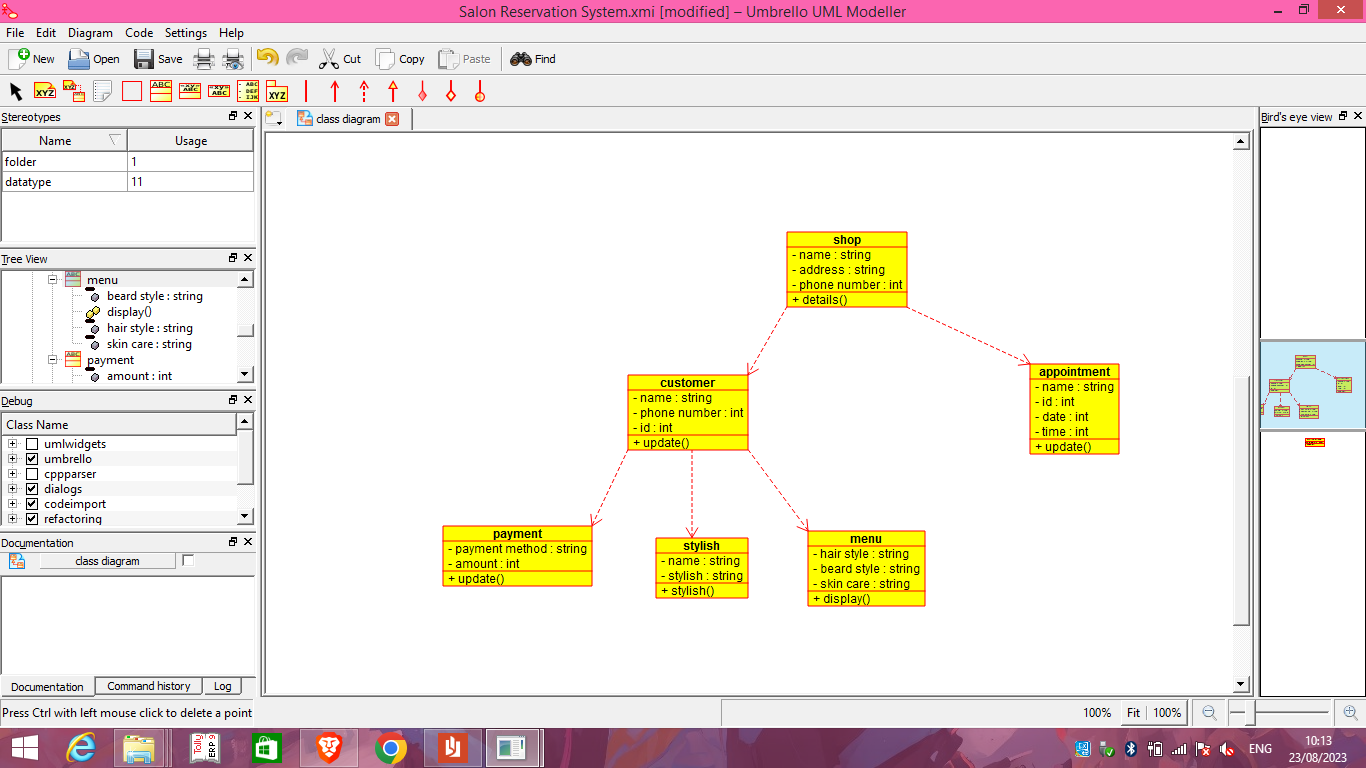 Salon Reservation System.xmi [modified] – Umbrello UML Modeller
File Edit Diagram Code Settings Help
New Open Save Cut Copy Paste Find
Stereotypes
Name Usage
folder 1
datatype 11
Tree View
menu
beard style : string
display()
hair style : string
skin care : string
payment
amount : int
Debug
Class Name
umlwidgets
umbrello
cppparser
dialogs
codeimport
refactoring
Documentation
class diagram
Documentation Command history Log
Press Ctrl with left mouse click to delete a point
class diagram
shop
- name : string
- address : string
- phone number : int
+ details()
customer
- name : string
- phone number : int
- id : int
+ update()
appointment
- name : string
- id : int
- date : int
- time : int
+ update()
payment
- payment method : string
- amount : int
+ update()
stylish
- name : string
- stylish : string
+ stylish()
menu
- hair style : string
- beard style : string
- skin care : string
+ display()
Bird's eye view
100% Fit 100%
ENG
10:13
23/08/2023